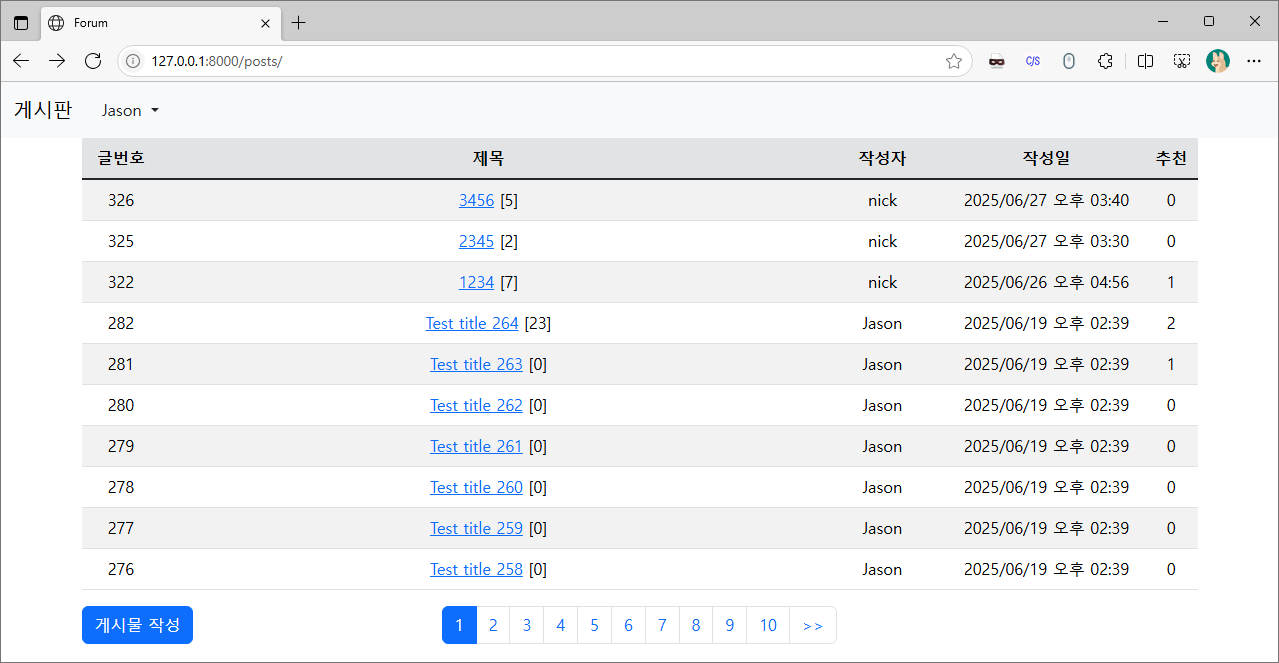 Forum
127.0.0.1:8000/posts/
C/S
게시판 Jason
글번호 제목 작성자 작성일 추천
326 3456 [5] nick 2025/06/27 오후 03:40 0
325 2345 [2] nick 2025/06/27 오후 03:30 0
322 1234 [7] nick 2025/06/26 오후 04:56 1
282 Test title 264 [23] Jason 2025/06/19 오후 02:39 2
281 Test title 263 [0] Jason 2025/06/19 오후 02:39 1
280 Test title 262 [0] Jason 2025/06/19 오후 02:39 0
279 Test title 261 [0] Jason 2025/06/19 오후 02:39 0
278 Test title 260 [0] Jason 2025/06/19 오후 02:39 0
277 Test title 259 [0] Jason 2025/06/19 오후 02:39 0
276 Test title 258 [0] Jason 2025/06/19 오후 02:39 0
게시물 작성 1 2 3 4 5 6 7 8 9 10 >>